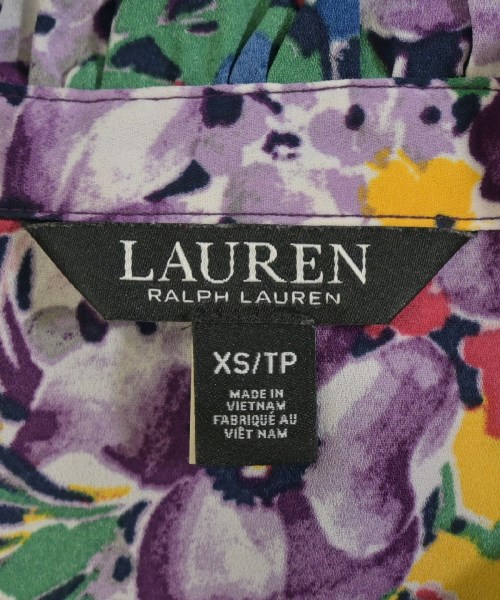 LAUREN
RALPH LAUREN
XS/TP
MADE IN
VIETNAM
FABRIQUÉ AU
VIÊT NAM